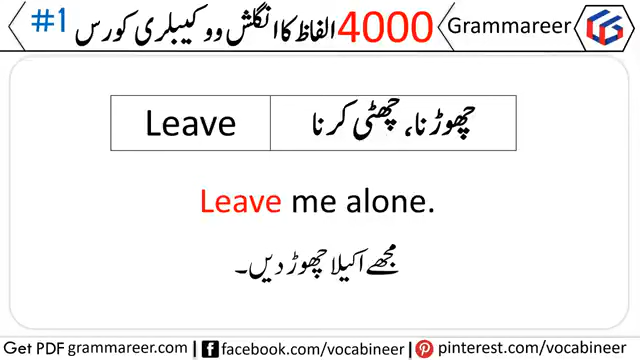 #1 4000 الفاظ کا انگلش ووکیبلری کورس Grammareer
Leave چھوڑنا، چھٹی کرنا
Leave me alone.
مجھے اکیلا چھوڑ دیں۔
Get PDF grammareer.com | facebook.com/vocabineer | pinterest.com/vocabineer